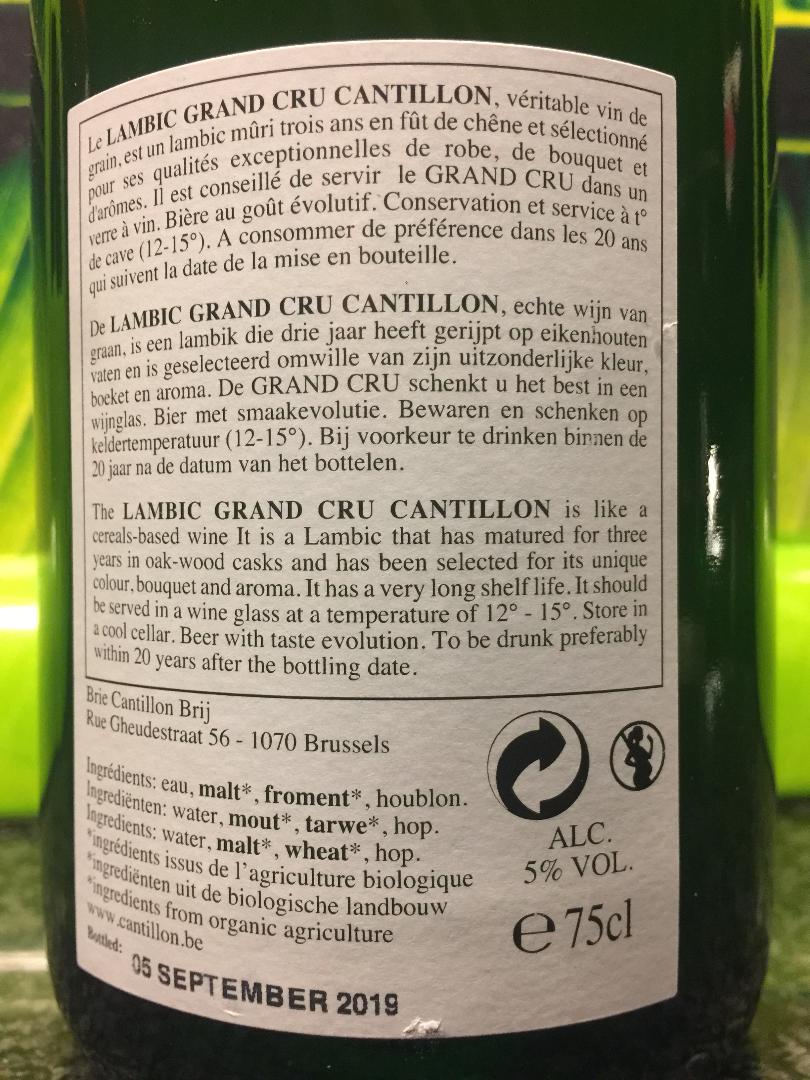 Le LAMBIC GRAND CRU CANTILLON, véritable vin de
grain, est un lambic mûri trois ans en fût de chêne et sélectionné
pour ses qualités exceptionnelles de robe, de bouquet et
d'arômes. Il est conseillé de servir le GRAND CRU dans un
verre à vin. Bière au goût évolutif. Conservation et service à t°
de cave (12-15°). A consommer de préférence dans les 20 ans
qui suivent la date de la mise en bouteille.
De LAMBIC GRAND CRU CANTILLON, echte wijn van
graan, is een lambik die drie jaar heeft gerijpt op eikenhouten
vaten en is geselecteerd omwille van zijn uitzonderlijke kleur,
boeket en aroma. De GRAND CRU schenkt u het best in een
wijnglas. Bier met smaakevolutie. Bewaren en schenken op
keldertemperatuur (12-15°). Bij voorkeur te drinken binnen de
20 jaar na de datum van het bottelen.
The LAMBIC GRAND CRU CANTILLON is like a
cereals-based wine It is a Lambic that has matured for three
years in oak-wood casks and has been selected for its unique
colour, bouquet and aroma. It has a very long shelf life. It should
be served in a wine glass at a temperature of 12° - 15°. Store in
a cool cellar. Beer with taste evolution. To be drunk preferably
within 20 years after the bottling date.
Brie Cantillon Brij
Rue Gheudestraat 56 - 1070 Brussels
Ingrédients: eau, malt*, froment*, houblon.
Ingrediënten: water, mout*, tarwe*, hop.
Ingredients: water, malt*, wheat*, hop.
*ingrédients issus de l'agriculture biologique
*ingrediënten uit de biologische landbouw
*ingredients from organic agriculture
www.cantillon.be
Bottled: 05 SEPTEMBER 2019
ALC.
5% VOL.
e 75cl